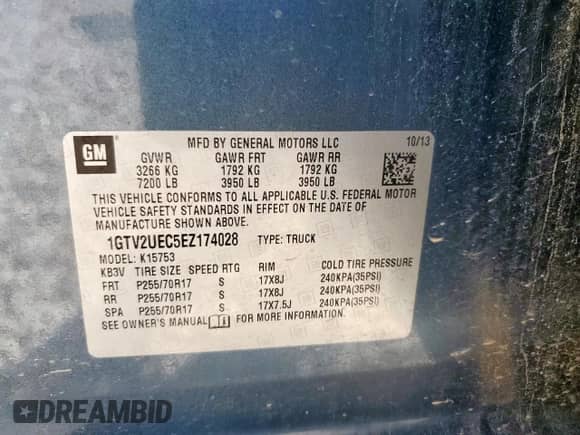 GM
MFD BY GENERAL MOTORS LLC 10/13
GVWR GAWR FRT GAWR RR
3266 KG 1792 KG 1792 KG
7200 LB 3950 LB 3950 LB
THIS VEHICLE CONFORMS TO ALL APPLICABLE U.S. FEDERAL MOTOR
VEHICLE SAFETY STANDARDS IN EFFECT ON THE DATE OF
MANUFACTURE SHOWN ABOVE.
1GTV2UEC5EZ174028 TYPE: TRUCK
MODEL: K15753
KB3V TIRE SIZE SPEED RTG RIM COLD TIRE PRESSURE
FRT P255/70R17 S 17X8J 240KPA(35PSI)
RR P255/70R17 S 17X8J 240KPA(35PSI)
SPA P255/70R17 S 17X7.5J 240KPA(35PSI)
SEE OWNER'S MANUAL FOR MORE INFORMATION.
DREAMBID